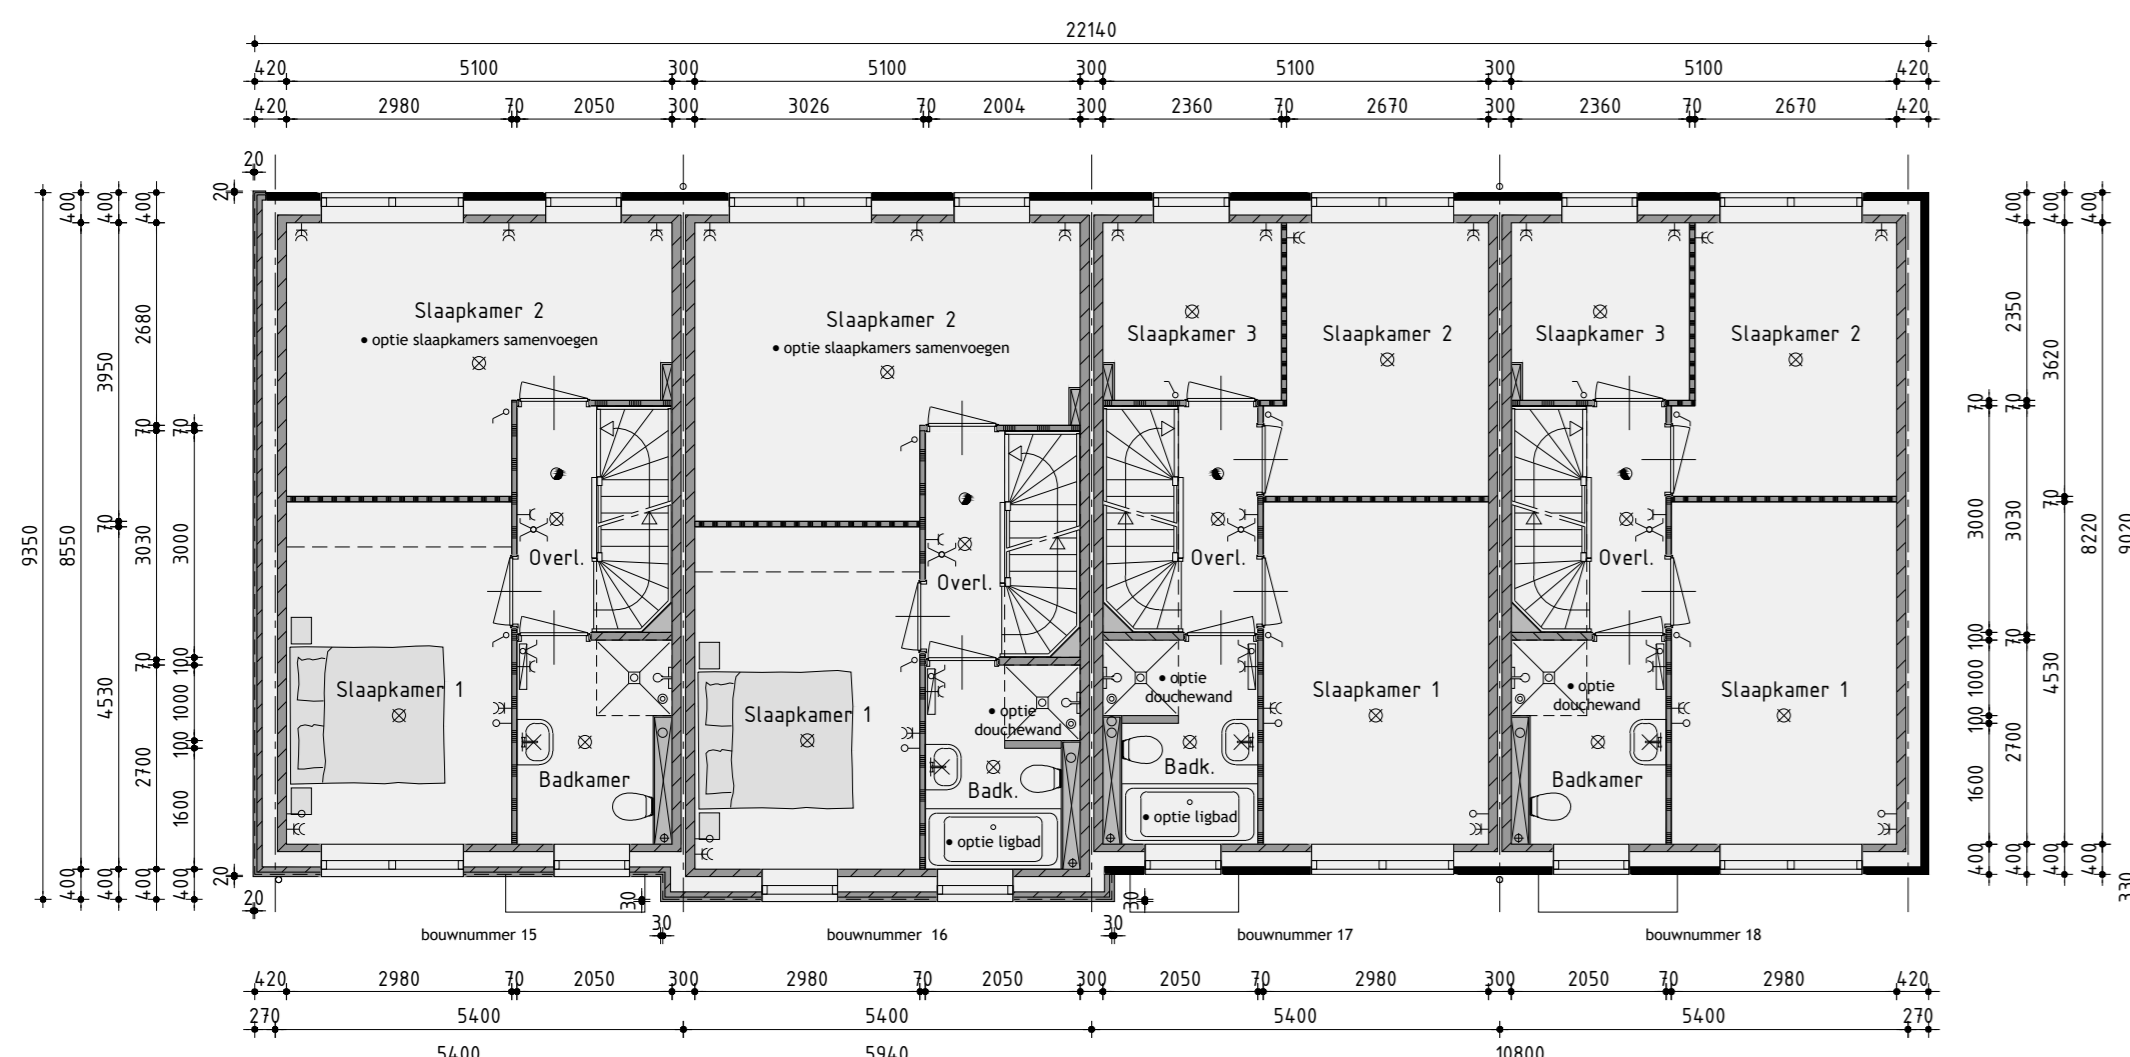 22140
420 5100 300 5100 300 5100 300 5100 420
420 2980 70 2050 300 3026 70 2004 300 2360 70 2670 300 2360 70 2670 420
20
20
400 400 400 400
400 400 400
9350 8550
3950 2680
70 70
70 3030 3000
4530 70 100
1000
100
2700 1600
400 400 400 400
20
20
2350
3620
8220 9020
70 70
3000 3030 70
100 70
1000 4530
100
1600 2700
400 400 400 400
330
Slaapkamer 2
• optie slaapkamers samenvoegen
Slaapkamer 2
• optie slaapkamers samenvoegen
Slaapkamer 3
Slaapkamer 2
Slaapkamer 3
Slaapkamer 2
Overl.
Overl.
Overl.
Overl.
Slaapkamer 1
Badkamer
Slaapkamer 1
• optie
douchewand
Badk.
• optie ligbad
• optie
douchewand
Badk.
• optie ligbad
Slaapkamer 1
• optie
douchewand
Badkamer
Slaapkamer 1
30
30
30
30
bouwnummer 15
bouwnummer 16
bouwnummer 17
bouwnummer 18
420 2980 70 2050 300 2980 70 2050 300 2050 70 2980 300 2050 70 2980 420
270 5400 5400 5400 5400 270
5400 5940 10800